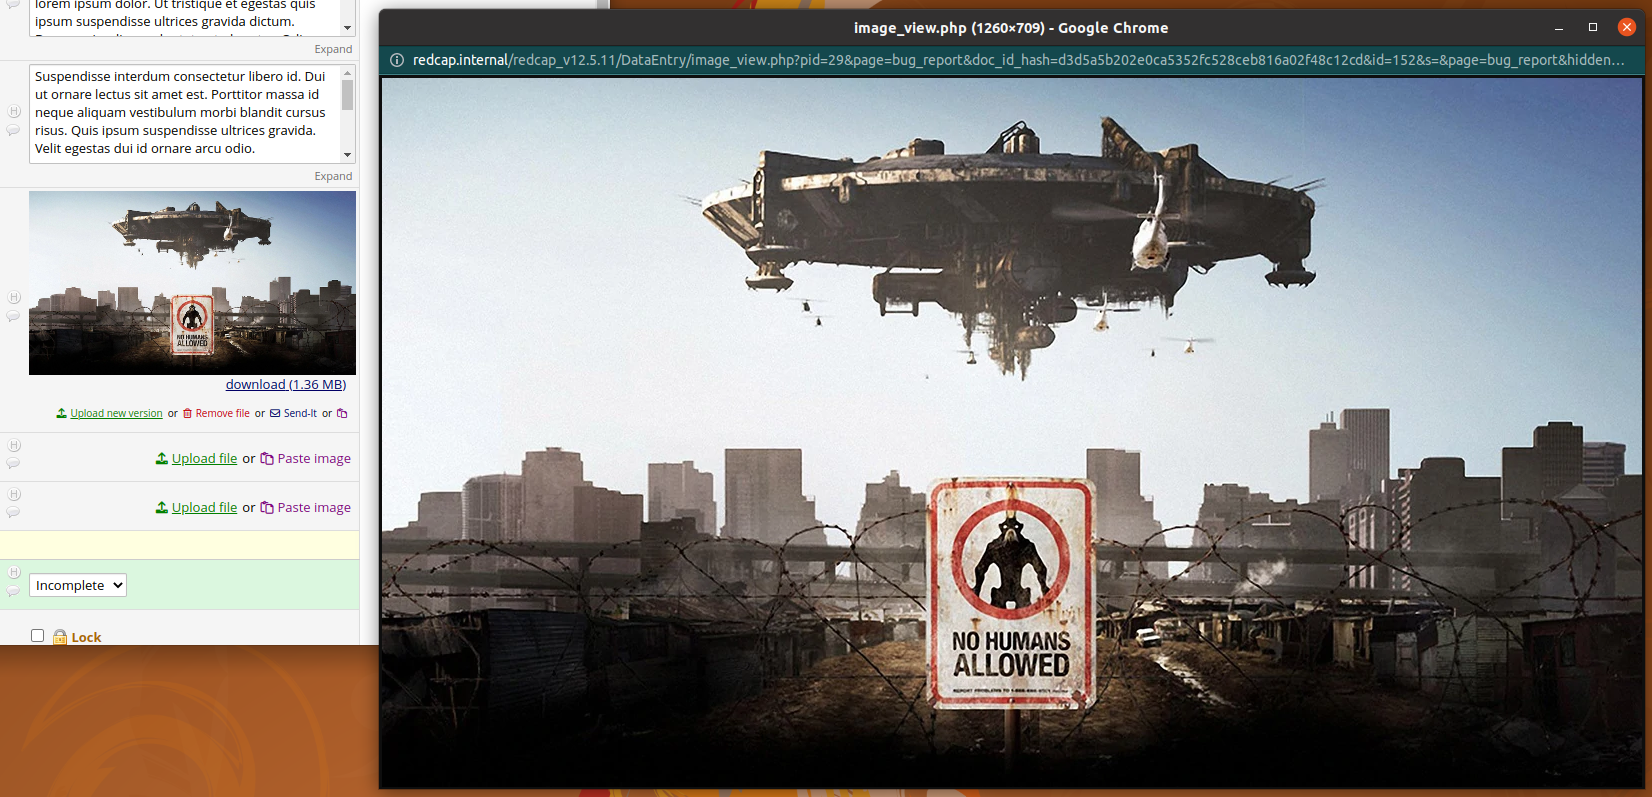 lorem ipsum dolor. Ut tristique et egestas quis
ipsum suspendisse ultrices gravida dictum.
Expand
Suspendisse interdum consectetur libero id. Dui
ut ornare lectus sit amet est. Porttitor massa id
neque aliquam vestibulum morbi blandit cursus
risus. Quis ipsum suspendisse ultrices gravida.
Velit egestas dui id ornare arcu odio.
Expand
H
NO HUMANS
ALLOWED
download (1.36 MB)
Upload new version or Remove file or Send-It or
H
Upload file or Paste image
H
Upload file or Paste image
H
Incomplete
Lock
image_view.php (1260×709) - Google Chrome
redcap.internal/redcap_v12.5.11/DataEntry/image_view.php?pid=29&page=bug_report&doc_id_hash=d3d5a5b202e0ca5352fc528ceb816a02f48c12cd&id=152&s=&page=bug_report&hidden...
NO HUMANS
ALLOWED
REPORT PROBLEMS TO